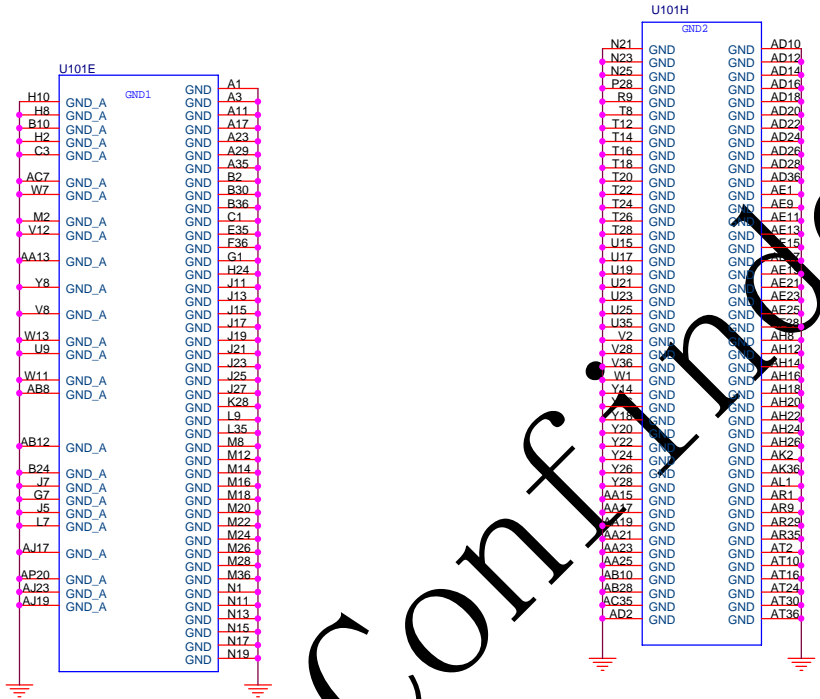 U101E
GND1
GND A1
H10 GND_A GND A3
H8 GND_A GND A11
B10 GND_A GND A17
H2 GND_A GND A23
C3 GND_A GND A29
GND A35
AC7 GND_A GND B2
W7 GND_A GND B30
GND B36
M2 GND_A GND C1
V12 GND_A GND E35
GND F36
AA13 GND_A GND G1
GND H24
Y8 GND_A GND J11
GND J13
V8 GND_A GND J15
GND J17
W13 GND_A GND J19
U9 GND_A GND J21
GND J23
W11 GND_A GND J25
AB8 GND_A GND J27
GND K28
GND L9
GND L35
AB12 GND_A GND M8
GND M12
B24 GND_A GND M14
J7 GND_A GND M16
G7 GND_A GND M18
J5 GND_A GND M20
L7 GND_A GND M22
GND M24
AJ17 GND_A GND M26
GND M28
AP20 GND_A GND M36
AJ23 GND_A GND N1
AJ19 GND_A GND N11
GND N13
GND N15
GND N17
GND N19
U101H
GND2
N21 GND GND AD10
N23 GND GND AD12
N25 GND GND AD14
P28 GND GND AD16
R9 GND GND AD18
T8 GND GND AD20
T12 GND GND AD22
T14 GND GND AD24
T16 GND GND AD26
T18 GND GND AD28
T20 GND GND AD36
T22 GND GND AE1
T24 GND GND AE9
T26 GND GND AE11
T28 GND GND AE13
U15 GND GND AE15
U17 GND GND
U19 GND GND AE19
U21 GND GND AE21
U23 GND GND AE23
U25 GND GND AE25
U35 GND GND
V2 GND GND AH8
V28 GND GND AH12
V36 GND GND AH14
W1 GND GND AH16
Y14 GND GND AH18
GND GND AH20
Y18 GND GND AH22
Y20 GND GND AH24
Y22 GND GND AH26
Y24 GND GND AK2
Y26 GND GND AK36
Y28 GND GND AL1
AA15 GND GND AR1
AA17 GND GND AR9
AA19 GND GND AR29
AA21 GND GND AR35
AA23 GND GND AT2
AA25 GND GND AT10
AB10 GND GND AT16
AB28 GND GND AT24
AC35 GND GND AT30
AD2 GND GND AT36